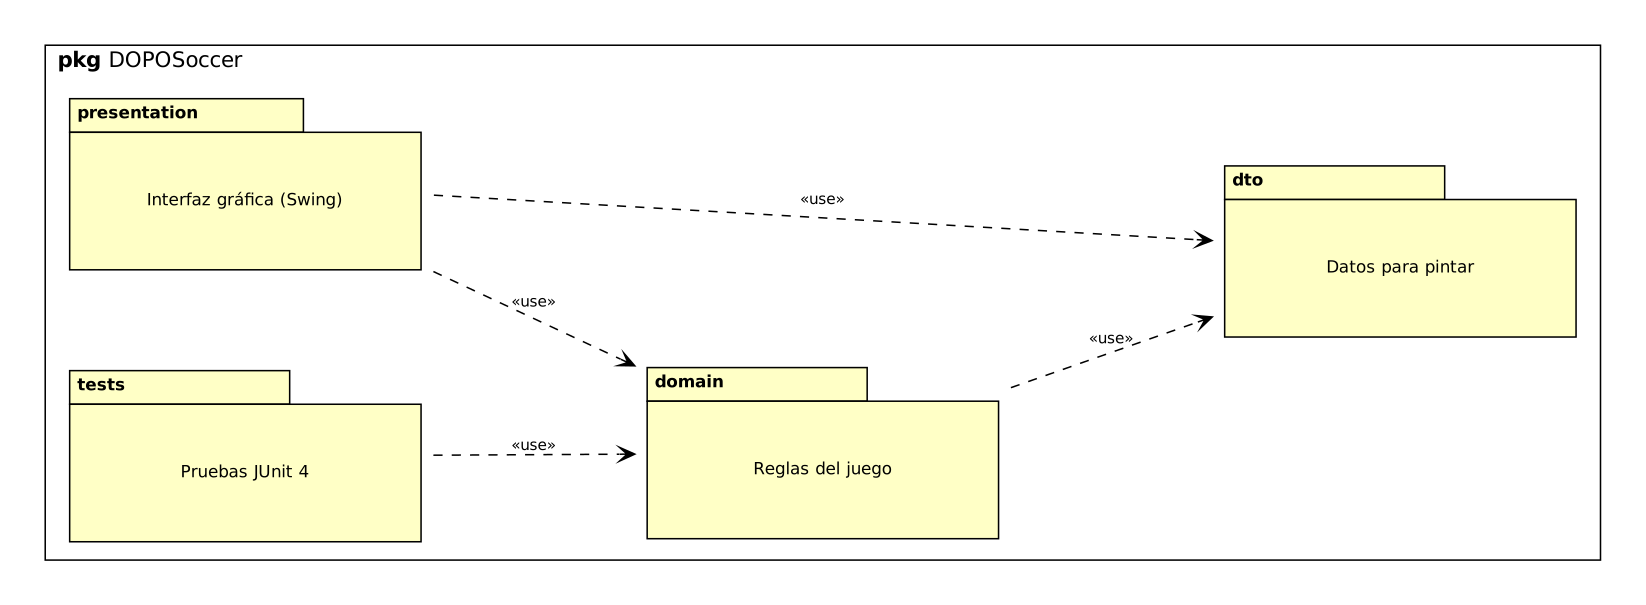 pkg DOPOSoccer
presentation
Interfaz gráfica (Swing)
«use»
dto
Datos para pintar
«use»
«use»
tests
Pruebas JUnit 4
«use»
domain
Reglas del juego